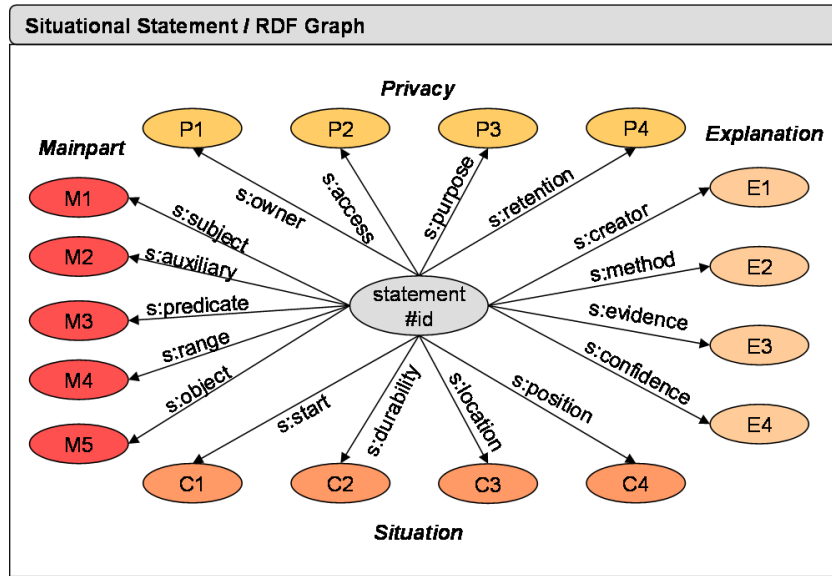 Situational Statement / RDF Graph
Privacy
P1
P2
P3
P4
Mainpart
Explanation
M1
M2
M3
M4
M5
s:subject
s:auxiliary
s:predicate
s:range
s:object
s:owner
s:access
s:purpose
s:retention
s:creator
s:method
s:evidence
s:confidence
E1
E2
E3
E4
statement
#id
s:start
s:durability
s:location
s:position
C1
C2
C3
C4
Situation